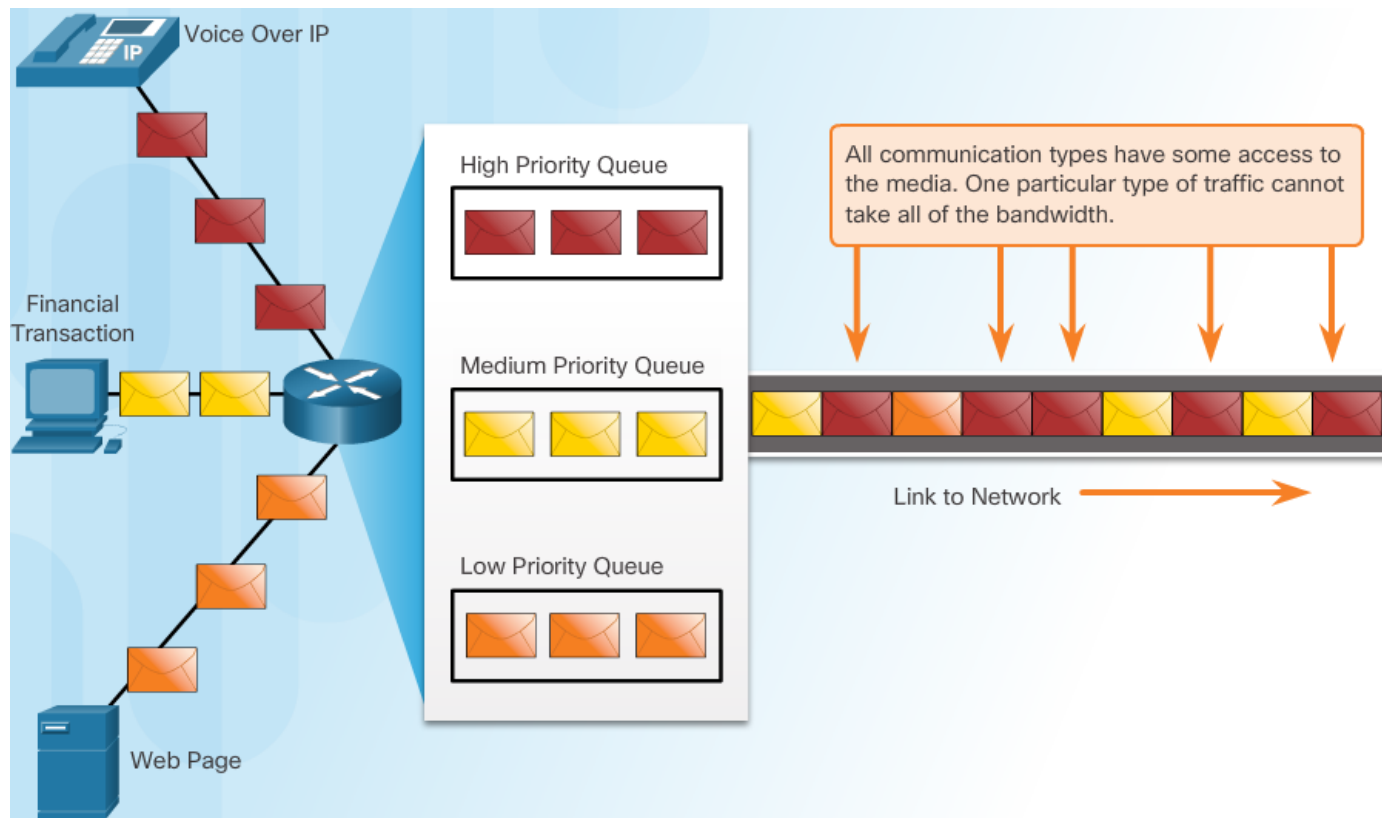 Voice Over IP
IP
High Priority Queue
All communication types have some access to
the media. One particular type of traffic cannot
take all of the bandwidth.
Financial
Transaction
Medium Priority Queue
Link to Network
Low Priority Queue
Web Page